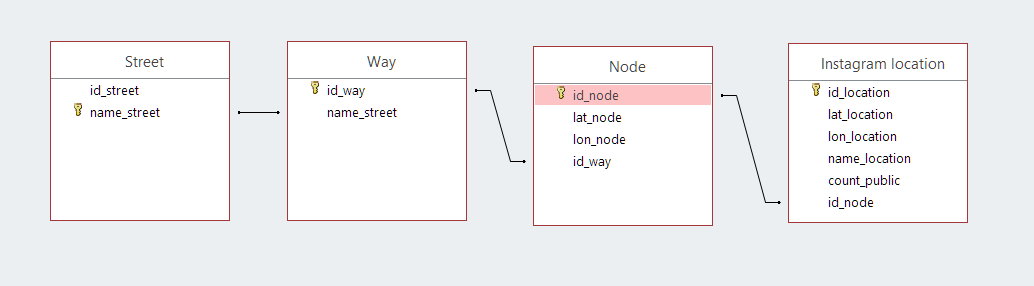 Street
id_street
name_street
Way
id_way
name_street
Node
id_node
lat_node
lon_node
id_way
Instagram location
id_location
lat_location
lon_location
name_location
count_public
id_node